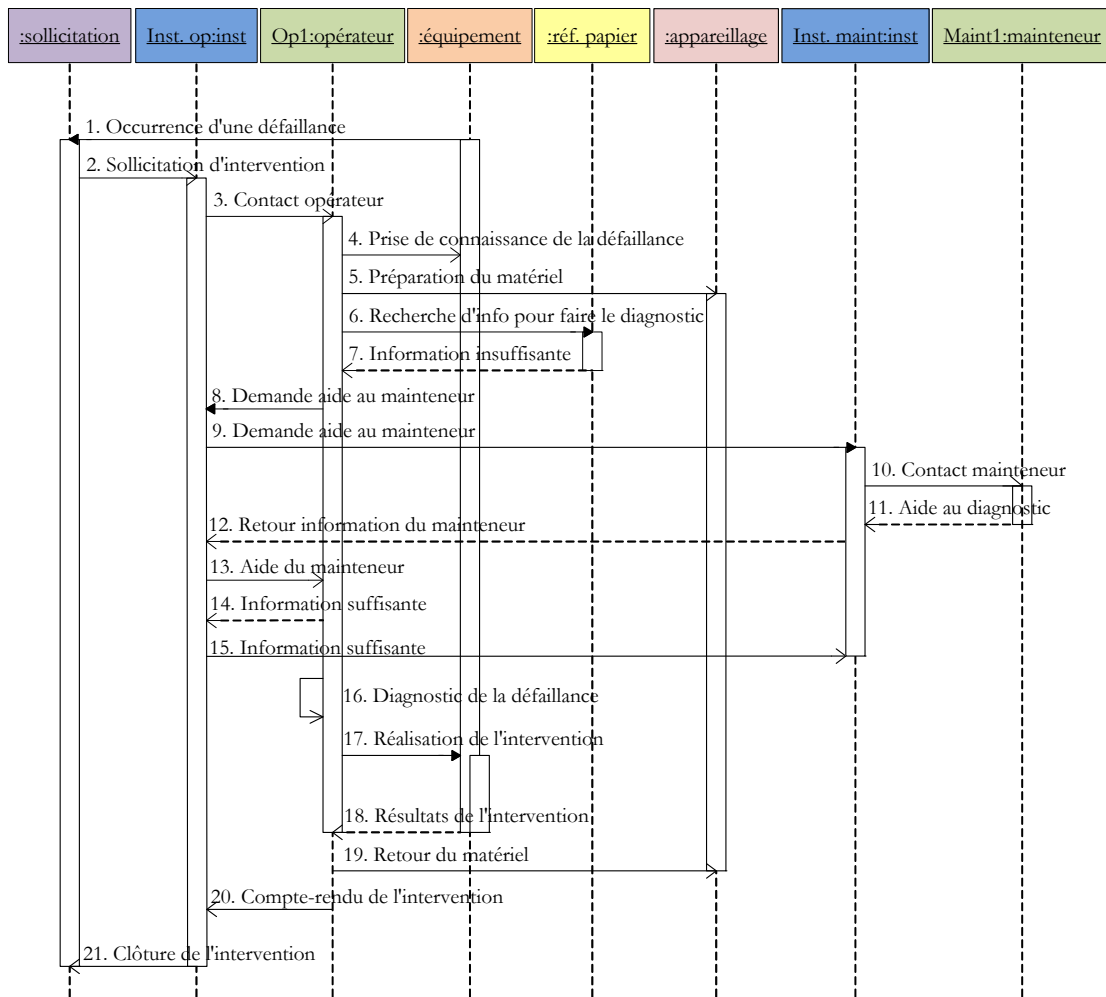 :sollicitation
Inst. op:inst
Op1:opérateur
:équipement
:réf. papier
:appareillage
Inst. maint:inst
Maint1:mainteneur
1. Occurrence d'une défaillance
2. Sollicitation d'intervention
3. Contact opérateur
4. Prise de connaissance de la défaillance
5. Préparation du matériel
6. Recherche d'info pour faire le diagnostic
7. Information insuffisante
8. Demande aide au mainteneur
9. Demande aide au mainteneur
10. Contact mainteneur
11. Aide au diagnostic
12. Retour information du mainteneur
13. Aide du mainteneur
14. Information suffisante
15. Information suffisante
16. Diagnostic de la défaillance
17. Réalisation de l'intervention
18. Résultats de l'intervention
19. Retour du matériel
20. Compte-rendu de l'intervention
21. Clôture de l'intervention